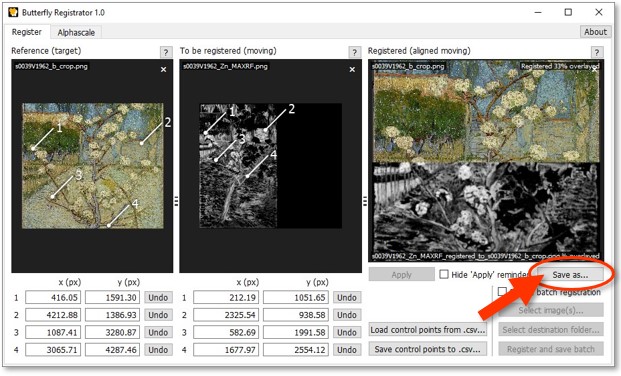 Butterfly Registrator 1.0
Register Alphascale About
Reference (target) ?
s0039V1962_b_crop.png ×
1
2
3
4
To be registered (moving) ?
s0039V1962_Zn_MAXRF.png ×
1
2
3
4
Registered (aligned moving) ?
s0039V1962_b_crop.png Registered 33% overlayed ×
s0039V1962_Zn_MAXRF_registered_to_s0039V1962_b_crop.png % overlayed
Apply Hide 'Apply' reminder Save as...
batch registration
Select image(s)...
Load control points from .csv... Select destination folder...
Save control points to .csv... Register and save batch
x (px) y (px)
1 416.05 1591.30 Undo
2 4212.88 1386.93 Undo
3 1087.41 3280.87 Undo
4 3065.71 4287.46 Undo
x (px) y (px)
212.19 1051.65 Undo
2325.54 938.58 Undo
582.69 1991.58 Undo
1677.97 2554.12 Undo